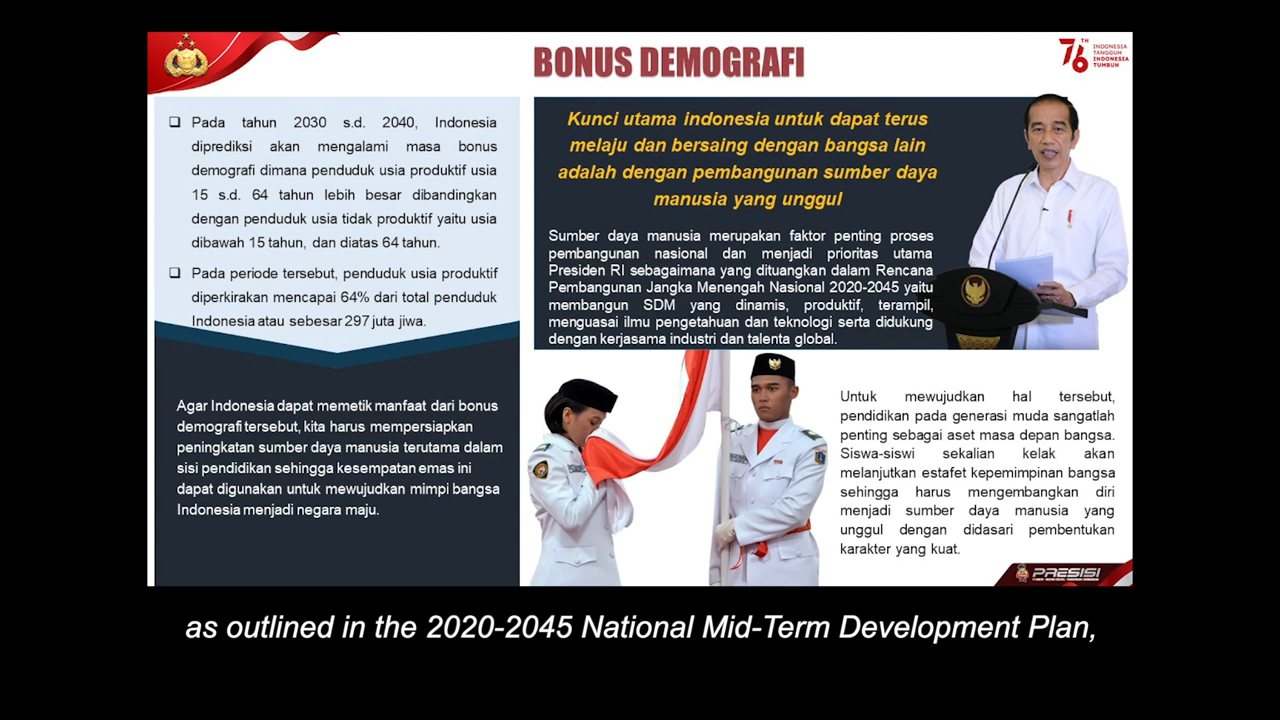 BONUS DEMOGRAFI
76 TH
INDONESIA
TANGGUH
INDONESIA
TUMBUH
❑ Pada tahun 2030 s.d. 2040, Indonesia
diprediksi akan mengalami masa bonus
demografi dimana penduduk usia produktif usia
15 s.d. 64 tahun lebih besar dibandingkan
dengan penduduk usia tidak produktif yaitu usia
dibawah 15 tahun, dan diatas 64 tahun.
❑ Pada periode tersebut, penduduk usia produktif
diperkirakan mencapai 64% dari total penduduk
Indonesia atau sebesar 297 juta jiwa.
Agar Indonesia dapat memetik manfaat dari bonus
demografi tersebut, kita harus mempersiapkan
peningkatan sumber daya manusia terutama dalam
sisi pendidikan sehingga kesempatan emas ini
dapat digunakan untuk mewujudkan mimpi bangsa
Indonesia menjadi negara maju.
Kunci utama indonesia untuk dapat terus
melaju dan bersaing dengan bangsa lain
adalah dengan pembangunan sumber daya
manusia yang unggul
Sumber daya manusia merupakan faktor penting proses
pembangunan nasional dan menjadi prioritas utama
Presiden RI sebagaimana yang dituangkan dalam Rencana
Pembangunan Jangka Menengah Nasional 2020-2045 yaitu
membangun SDM yang dinamis, produktif, terampil,
menguasai ilmu pengetahuan dan teknologi serta didukung
dengan kerjasama industri dan talenta global.
Untuk mewujudkan hal tersebut,
pendidikan pada generasi muda sangatlah
penting sebagai aset masa depan bangsa.
Siswa-siswi sekalian kelak akan
melanjutkan estafet kepemimpinan bangsa
sehingga harus mengembangkan diri
menjadi sumber daya manusia yang
unggul dengan didasari pembentukan
karakter yang kuat.
PRESISI
as outlined in the 2020-2045 National Mid-Term Development Plan,